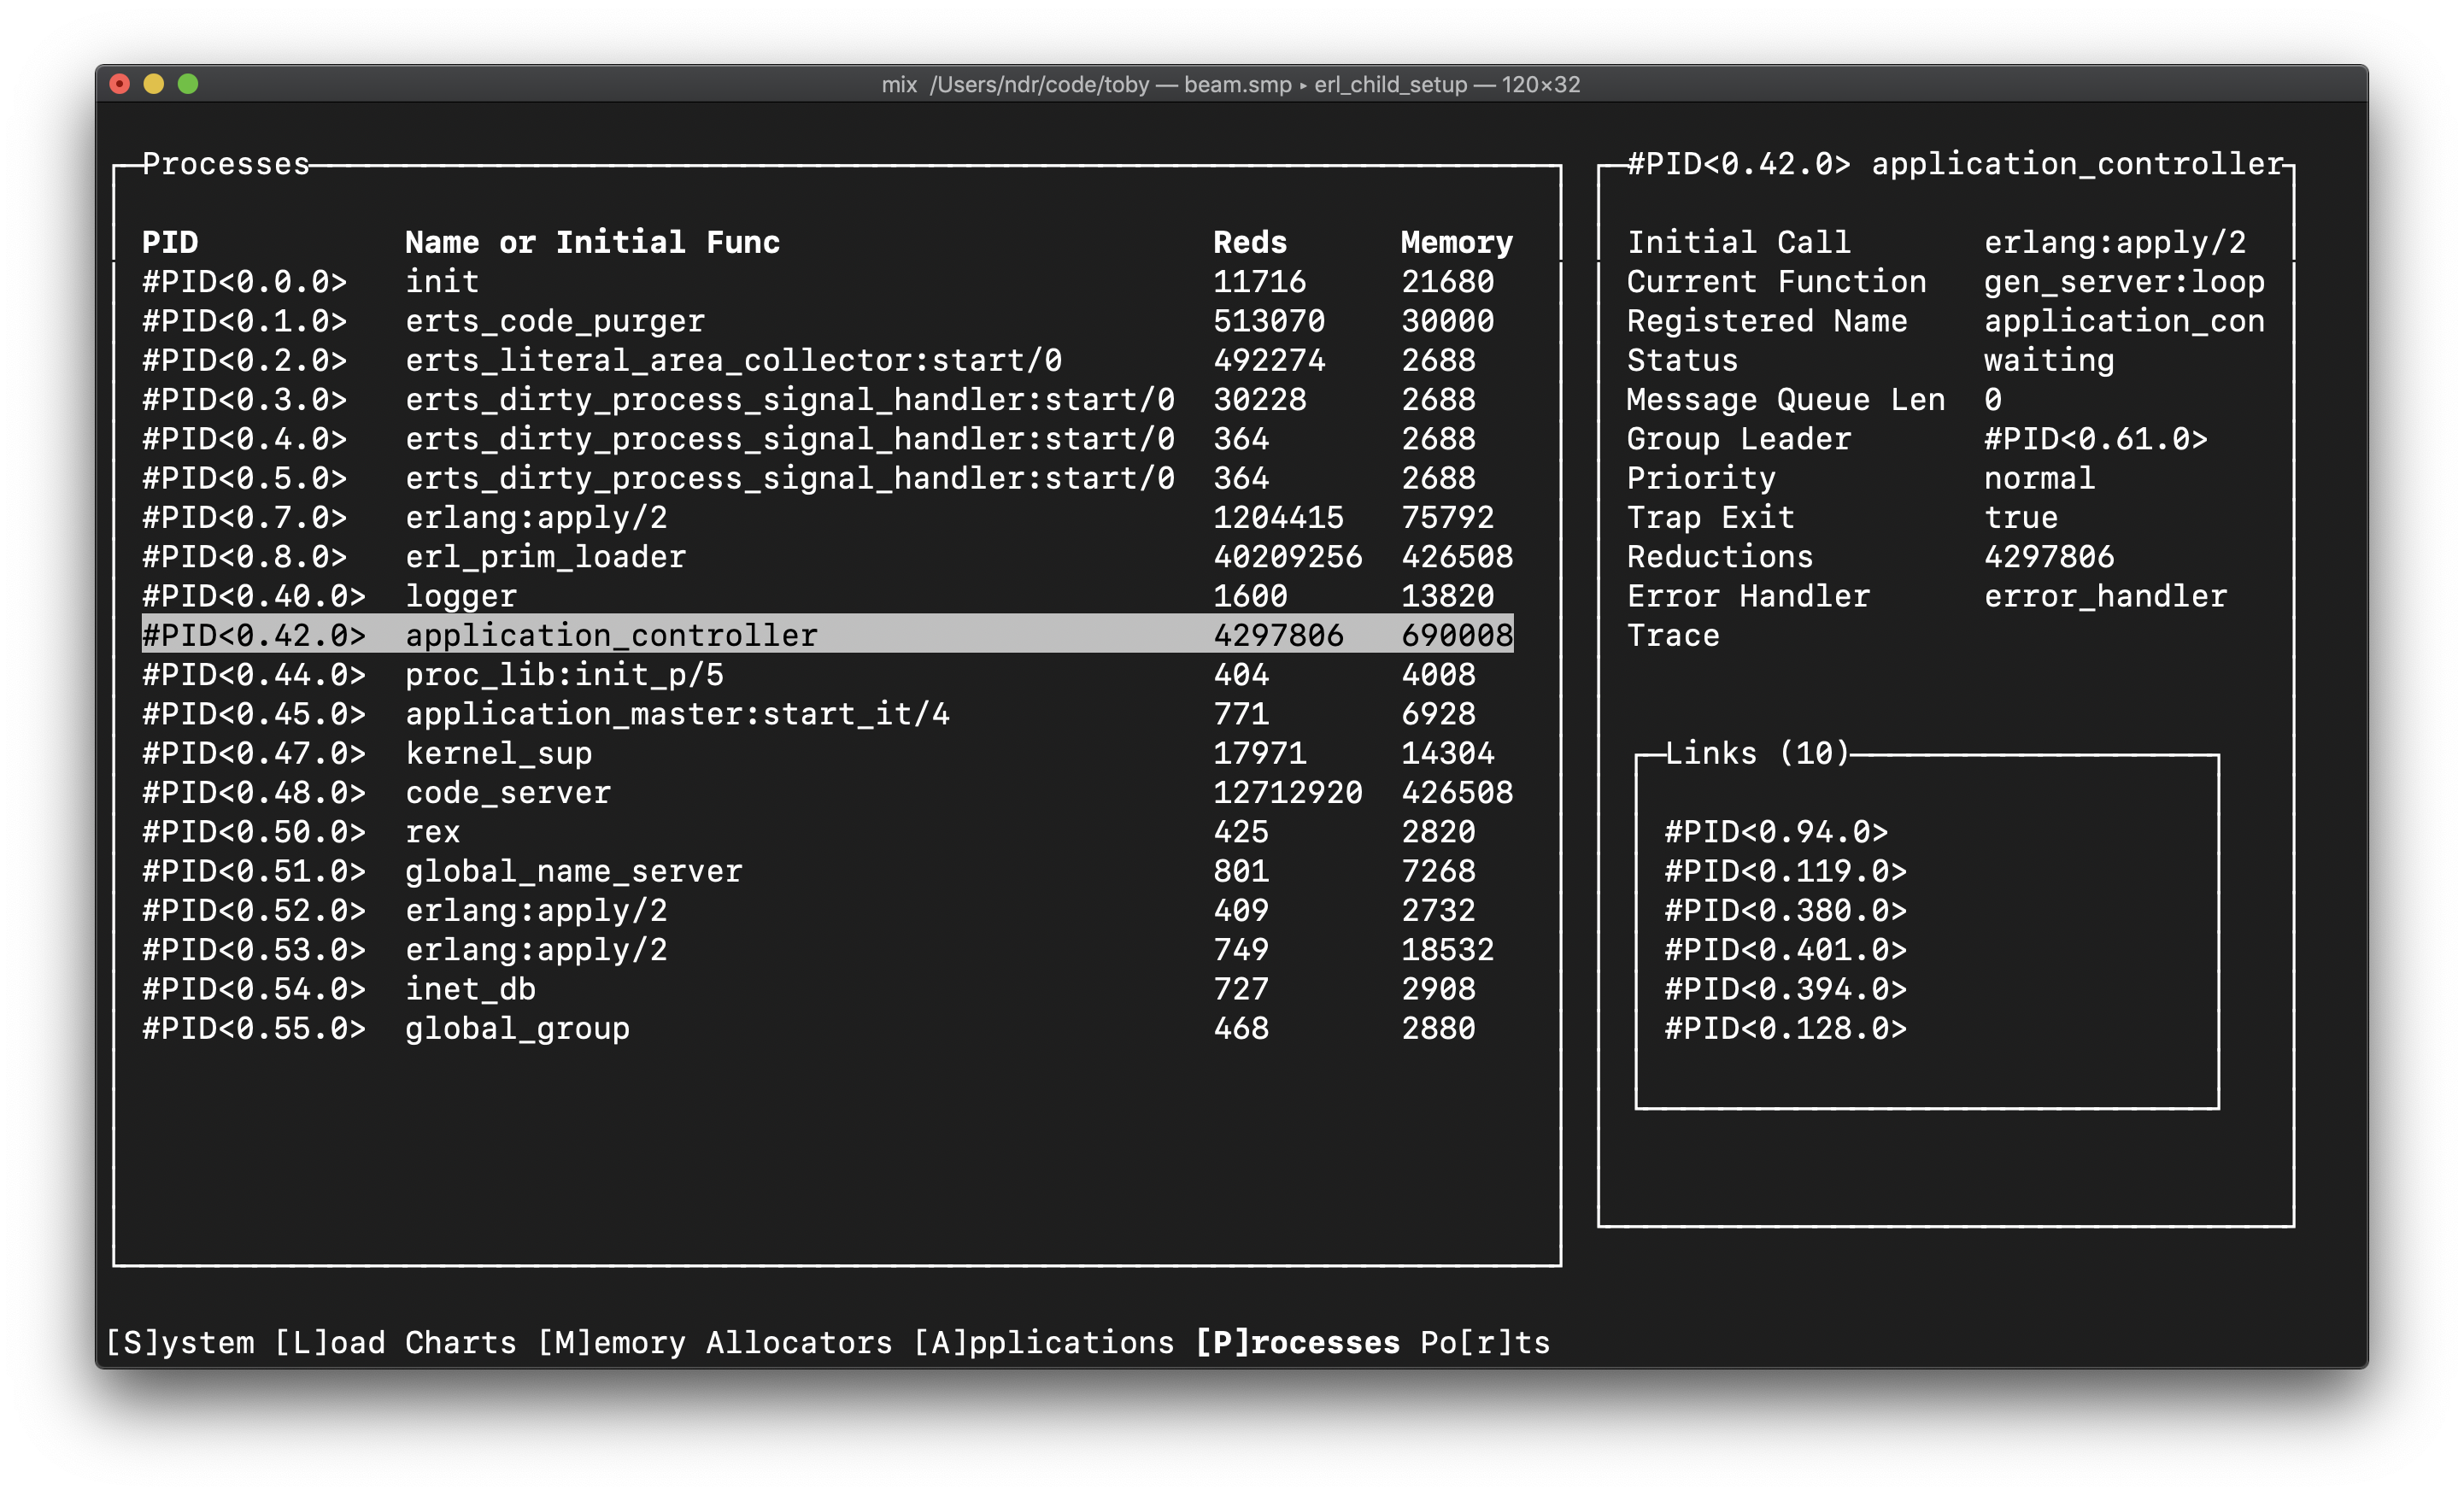 mix /Users/ndr/code/toby — beam.smp ▸ erl_child_setup — 120×32
Processes
PID Name or Initial Func Reds Memory
#PID<0.0.0> init 11716 21680
#PID<0.1.0> erts_code_purger 513070 30000
#PID<0.2.0> erts_literal_area_collector:start/0 492274 2688
#PID<0.3.0> erts_dirty_process_signal_handler:start/0 30228 2688
#PID<0.4.0> erts_dirty_process_signal_handler:start/0 364 2688
#PID<0.5.0> erts_dirty_process_signal_handler:start/0 364 2688
#PID<0.7.0> erlang:apply/2 1204415 75792
#PID<0.8.0> erl_prim_loader 40209256 426508
#PID<0.40.0> logger 1600 13820
#PID<0.42.0> application_controller 4297806 690008
#PID<0.44.0> proc_lib:init_p/5 404 4008
#PID<0.45.0> application_master:start_it/4 771 6928
#PID<0.47.0> kernel_sup 17971 14304
#PID<0.48.0> code_server 12712920 426508
#PID<0.50.0> rex 425 2820
#PID<0.51.0> global_name_server 801 7268
#PID<0.52.0> erlang:apply/2 409 2732
#PID<0.53.0> erlang:apply/2 749 18532
#PID<0.54.0> inet_db 727 2908
#PID<0.55.0> global_group 468 2880
#PID<0.42.0> application_controller
Initial Call erlang:apply/2
Current Function gen_server:loop
Registered Name application_con
Status waiting
Message Queue Len 0
Group Leader #PID<0.61.0>
Priority normal
Trap Exit true
Reductions 4297806
Error Handler error_handler
Trace
Links (10)
#PID<0.94.0>
#PID<0.119.0>
#PID<0.380.0>
#PID<0.401.0>
#PID<0.394.0>
#PID<0.128.0>
[S]ystem [L]oad Charts [M]emory Allocators [A]pplications [P]rocesses Po[r]ts